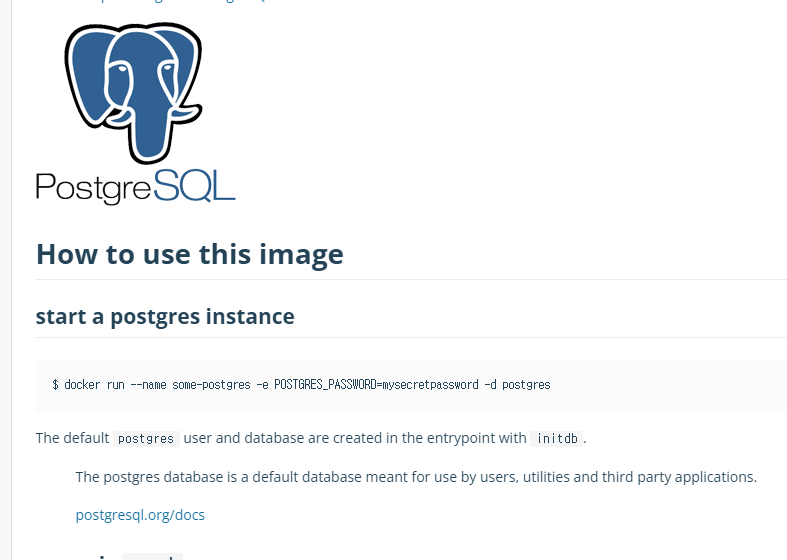 PostgreSQL
How to use this image
start a postgres instance
$ docker run --name some-postgres -e POSTGRES_PASSWORD=mysecretpassword -d postgres
The default postgres user and database are created in the entrypoint with initdb.
The postgres database is a default database meant for use by users, utilities and third party applications.
postgresql.org/docs